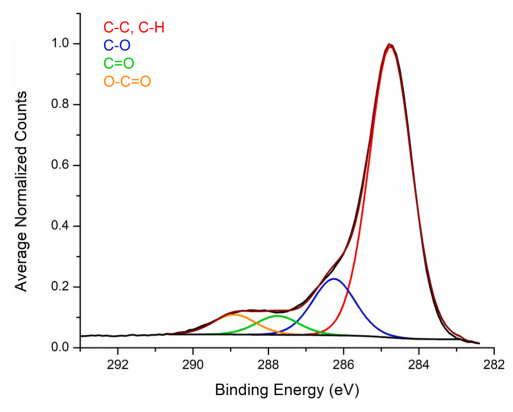 C-C, C-H
C-O
C=O
O-C=O
Average Normalized Counts
1.0
0.8
0.6
0.4
0.2
0.0
292
290
288
286
284
282
Binding Energy (eV)